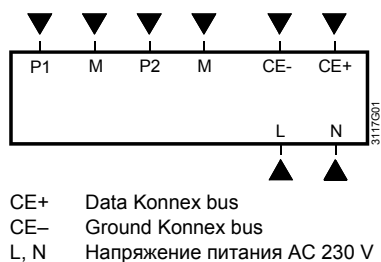 P1 M P2 M CE- CE+
L N
3117G01
CE+ Data Konnex bus
CE– Ground Konnex bus
L, N Напряжение питания AC 230 V